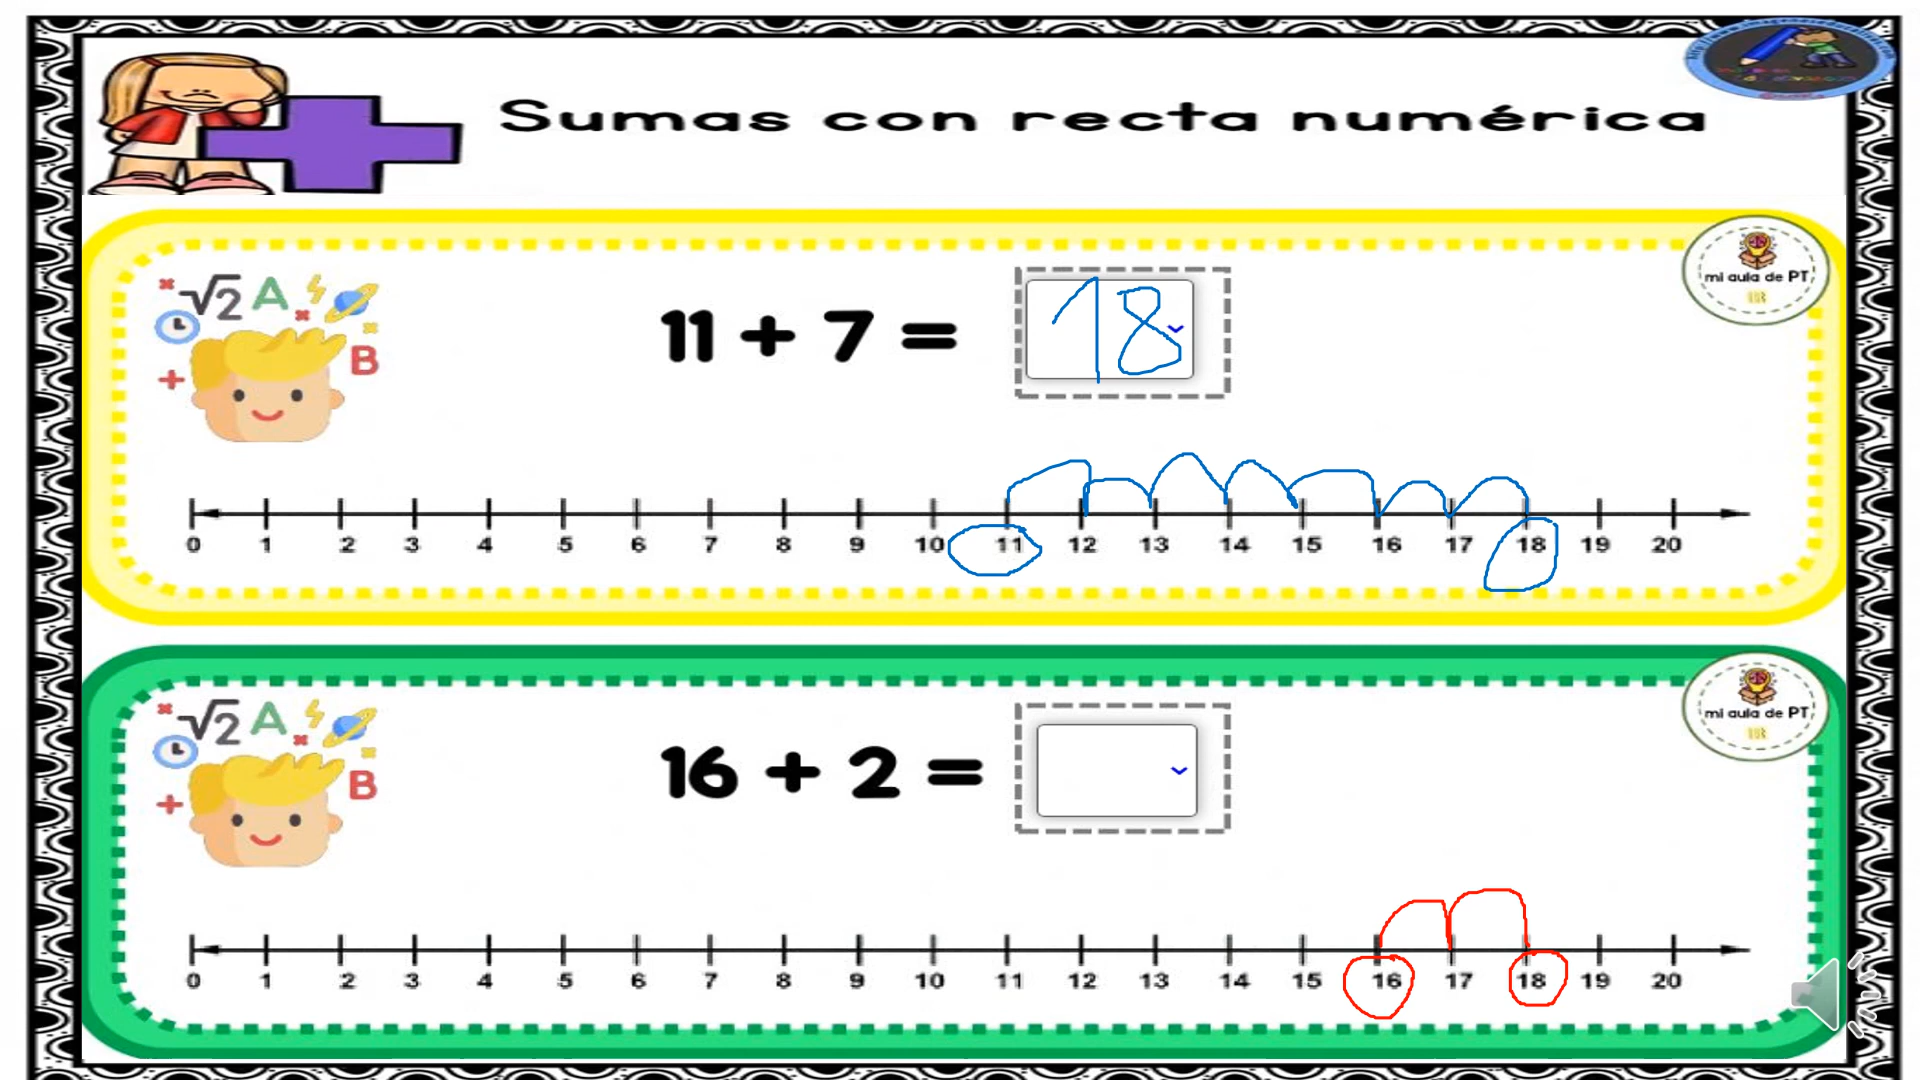 Sumas con recta numérica
mi aula de PT
√2 A
B
11 + 7 = 18
0 1 2 3 4 5 6 7 8 9 10 11 12 13 14 15 16 17 18 19 20
mi aula de PT
√2 A
B
16 + 2 =
0 1 2 3 4 5 6 7 8 9 10 11 12 13 14 15 16 17 18 19 20